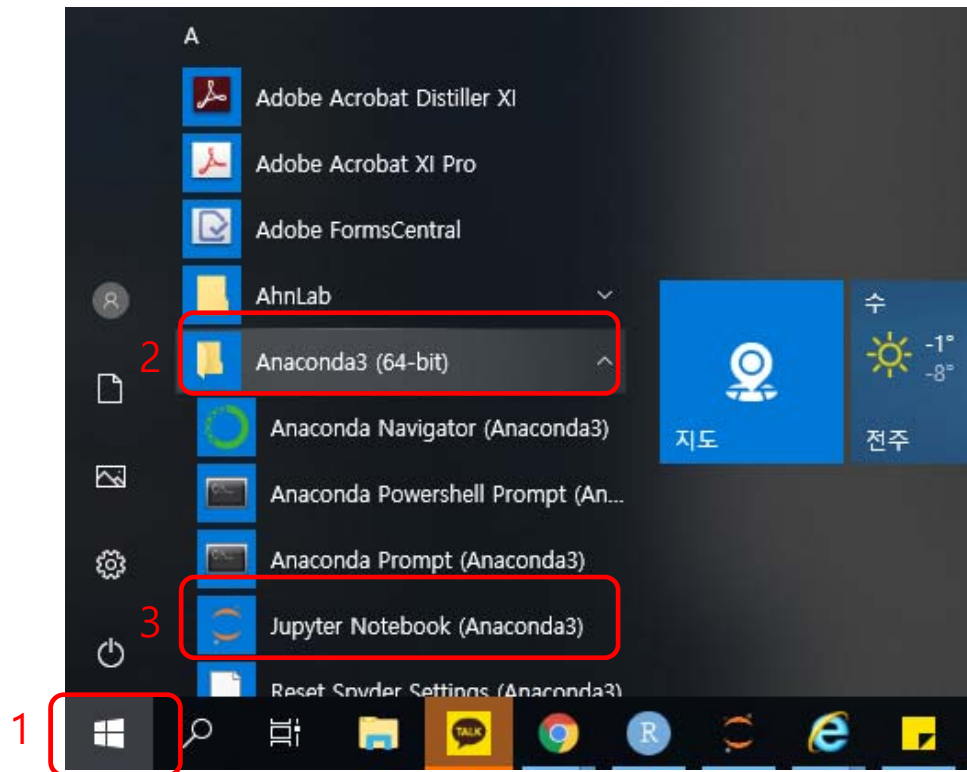 A
Adobe Acrobat Distiller XI
Adobe Acrobat XI Pro
Adobe FormsCentral
AhnLab
2
Anaconda3 (64-bit)
Anaconda Navigator (Anaconda3)
Anaconda Powershell Prompt (An...
Anaconda Prompt (Anaconda3)
3
Jupyter Notebook (Anaconda3)
Reset Spyder Settings (Anaconda3)
지도
수
-1°
-8°
전주
1
TALK
R